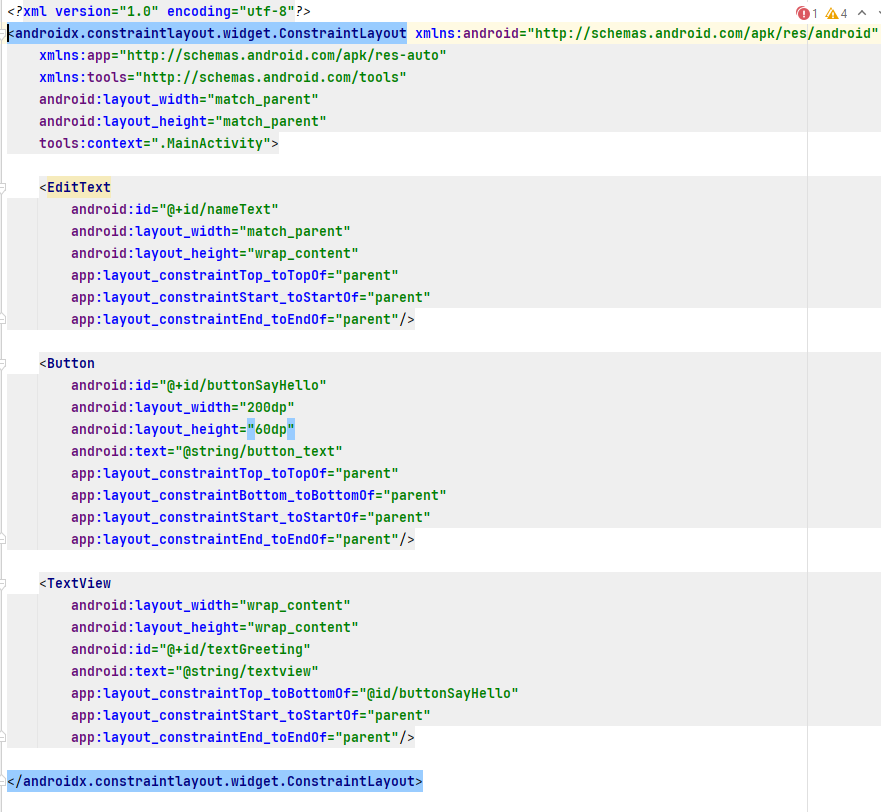 <?xml version="1.0" encoding="utf-8"?>
1 4
<androidx.constraintlayout.widget.ConstraintLayout xmlns:android="http://schemas.android.com/apk/res/android"
    xmlns:app="http://schemas.android.com/apk/res-auto"
    xmlns:tools="http://schemas.android.com/tools"
    android:layout_width="match_parent"
    android:layout_height="match_parent"
    tools:context=".MainActivity">

    <EditText
        android:id="@+id/nameText"
        android:layout_width="match_parent"
        android:layout_height="wrap_content"
        app:layout_constraintTop_toTopOf="parent"
        app:layout_constraintStart_toStartOf="parent"
        app:layout_constraintEnd_toEndOf="parent"/>

    <Button
        android:id="@+id/buttonSayHello"
        android:layout_width="200dp"
        android:layout_height="60dp"
        android:text="@string/button_text"
        app:layout_constraintTop_toTopOf="parent"
        app:layout_constraintBottom_toBottomOf="parent"
        app:layout_constraintStart_toStartOf="parent"
        app:layout_constraintEnd_toEndOf="parent"/>

    <TextView
        android:layout_width="wrap_content"
        android:layout_height="wrap_content"
        android:id="@+id/textGreeting"
        android:text="@string/textview"
        app:layout_constraintTop_toBottomOf="@id/buttonSayHello"
        app:layout_constraintStart_toStartOf="parent"
        app:layout_constraintEnd_toEndOf="parent"/>

</androidx.constraintlayout.widget.ConstraintLayout>